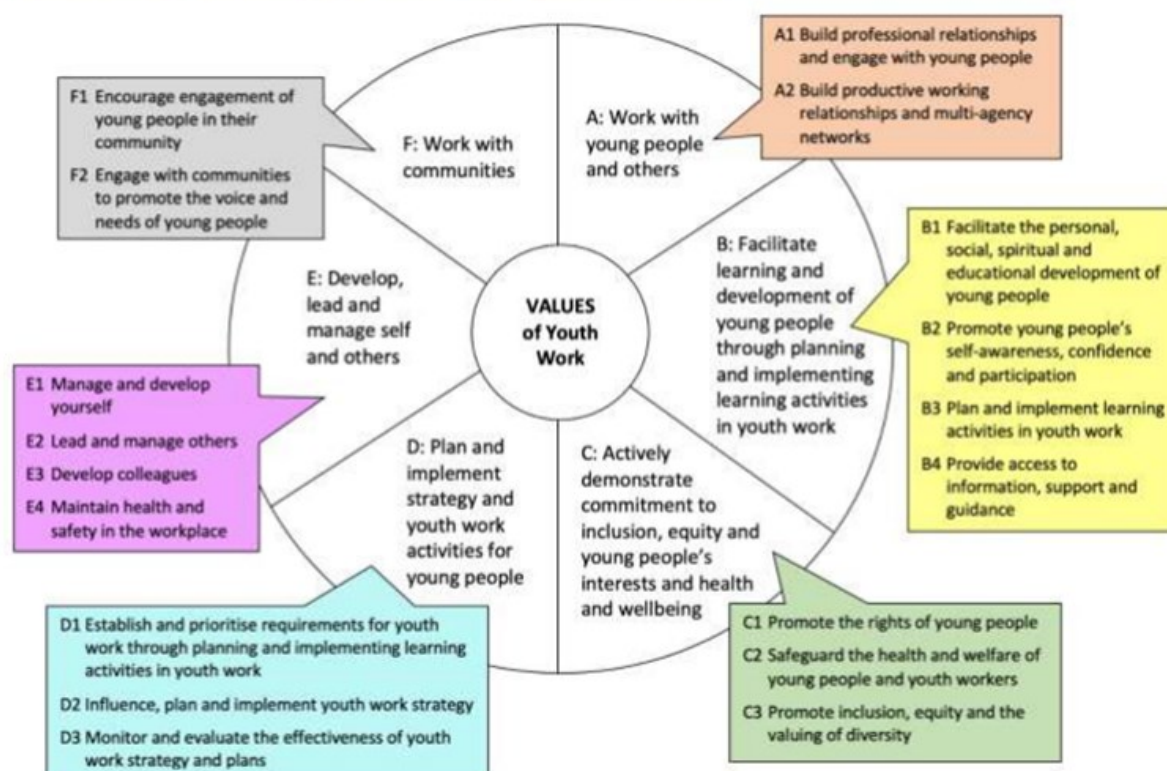 VALUES
of Youth
Work
A: Work with
young people
and others
A1 Build professional relationships
and engage with young people
A2 Build productive working
relationships and multi-agency
networks
B: Facilitate
learning and
development of
young people
through planning
and implementing
learning activities
in youth work
B1 Facilitate the personal,
social, spiritual and
educational development of
young people
B2 Promote young people's
self-awareness, confidence
and participation
B3 Plan and implement learning
activities in youth work
B4 Provide access to
information, support and
guidance
C: Actively
demonstrate
commitment to
inclusion, equity and
young people's
interests and health
and wellbeing
C1 Promote the rights of young people
C2 Safeguard the health and welfare of
young people and youth workers
C3 Promote inclusion, equity and the
valuing of diversity
D: Plan and
implement
strategy and
youth work
activities for
young people
D1 Establish and prioritise requirements for youth
work through planning and implementing learning
activities in youth work
D2 Influence, plan and implement youth work strategy
D3 Monitor and evaluate the effectiveness of youth
work strategy and plans
E: Develop,
lead and
manage self
and others
E1 Manage and develop
yourself
E2 Lead and manage others
E3 Develop colleagues
E4 Maintain health and
safety in the workplace
F: Work with
communities
F1 Encourage engagement of
young people in their
community
F2 Engage with communities
to promote the voice and
needs of young people